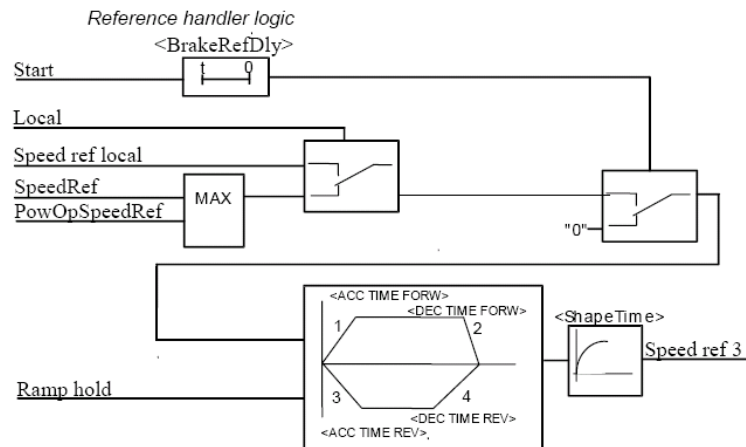 Reference handler logic
<BrakeRefDly>
t 0
Start
Local
Speed ref local
SpeedRef
MAX
PowOpSpeedRef
"0"
<ACC TIME FORW>
<DEC TIME FORW>
<ShapeTime>
1
2
Speed ref 3
Ramp hold
3
4
<DEC TIME REV>
<ACC TIME REV>